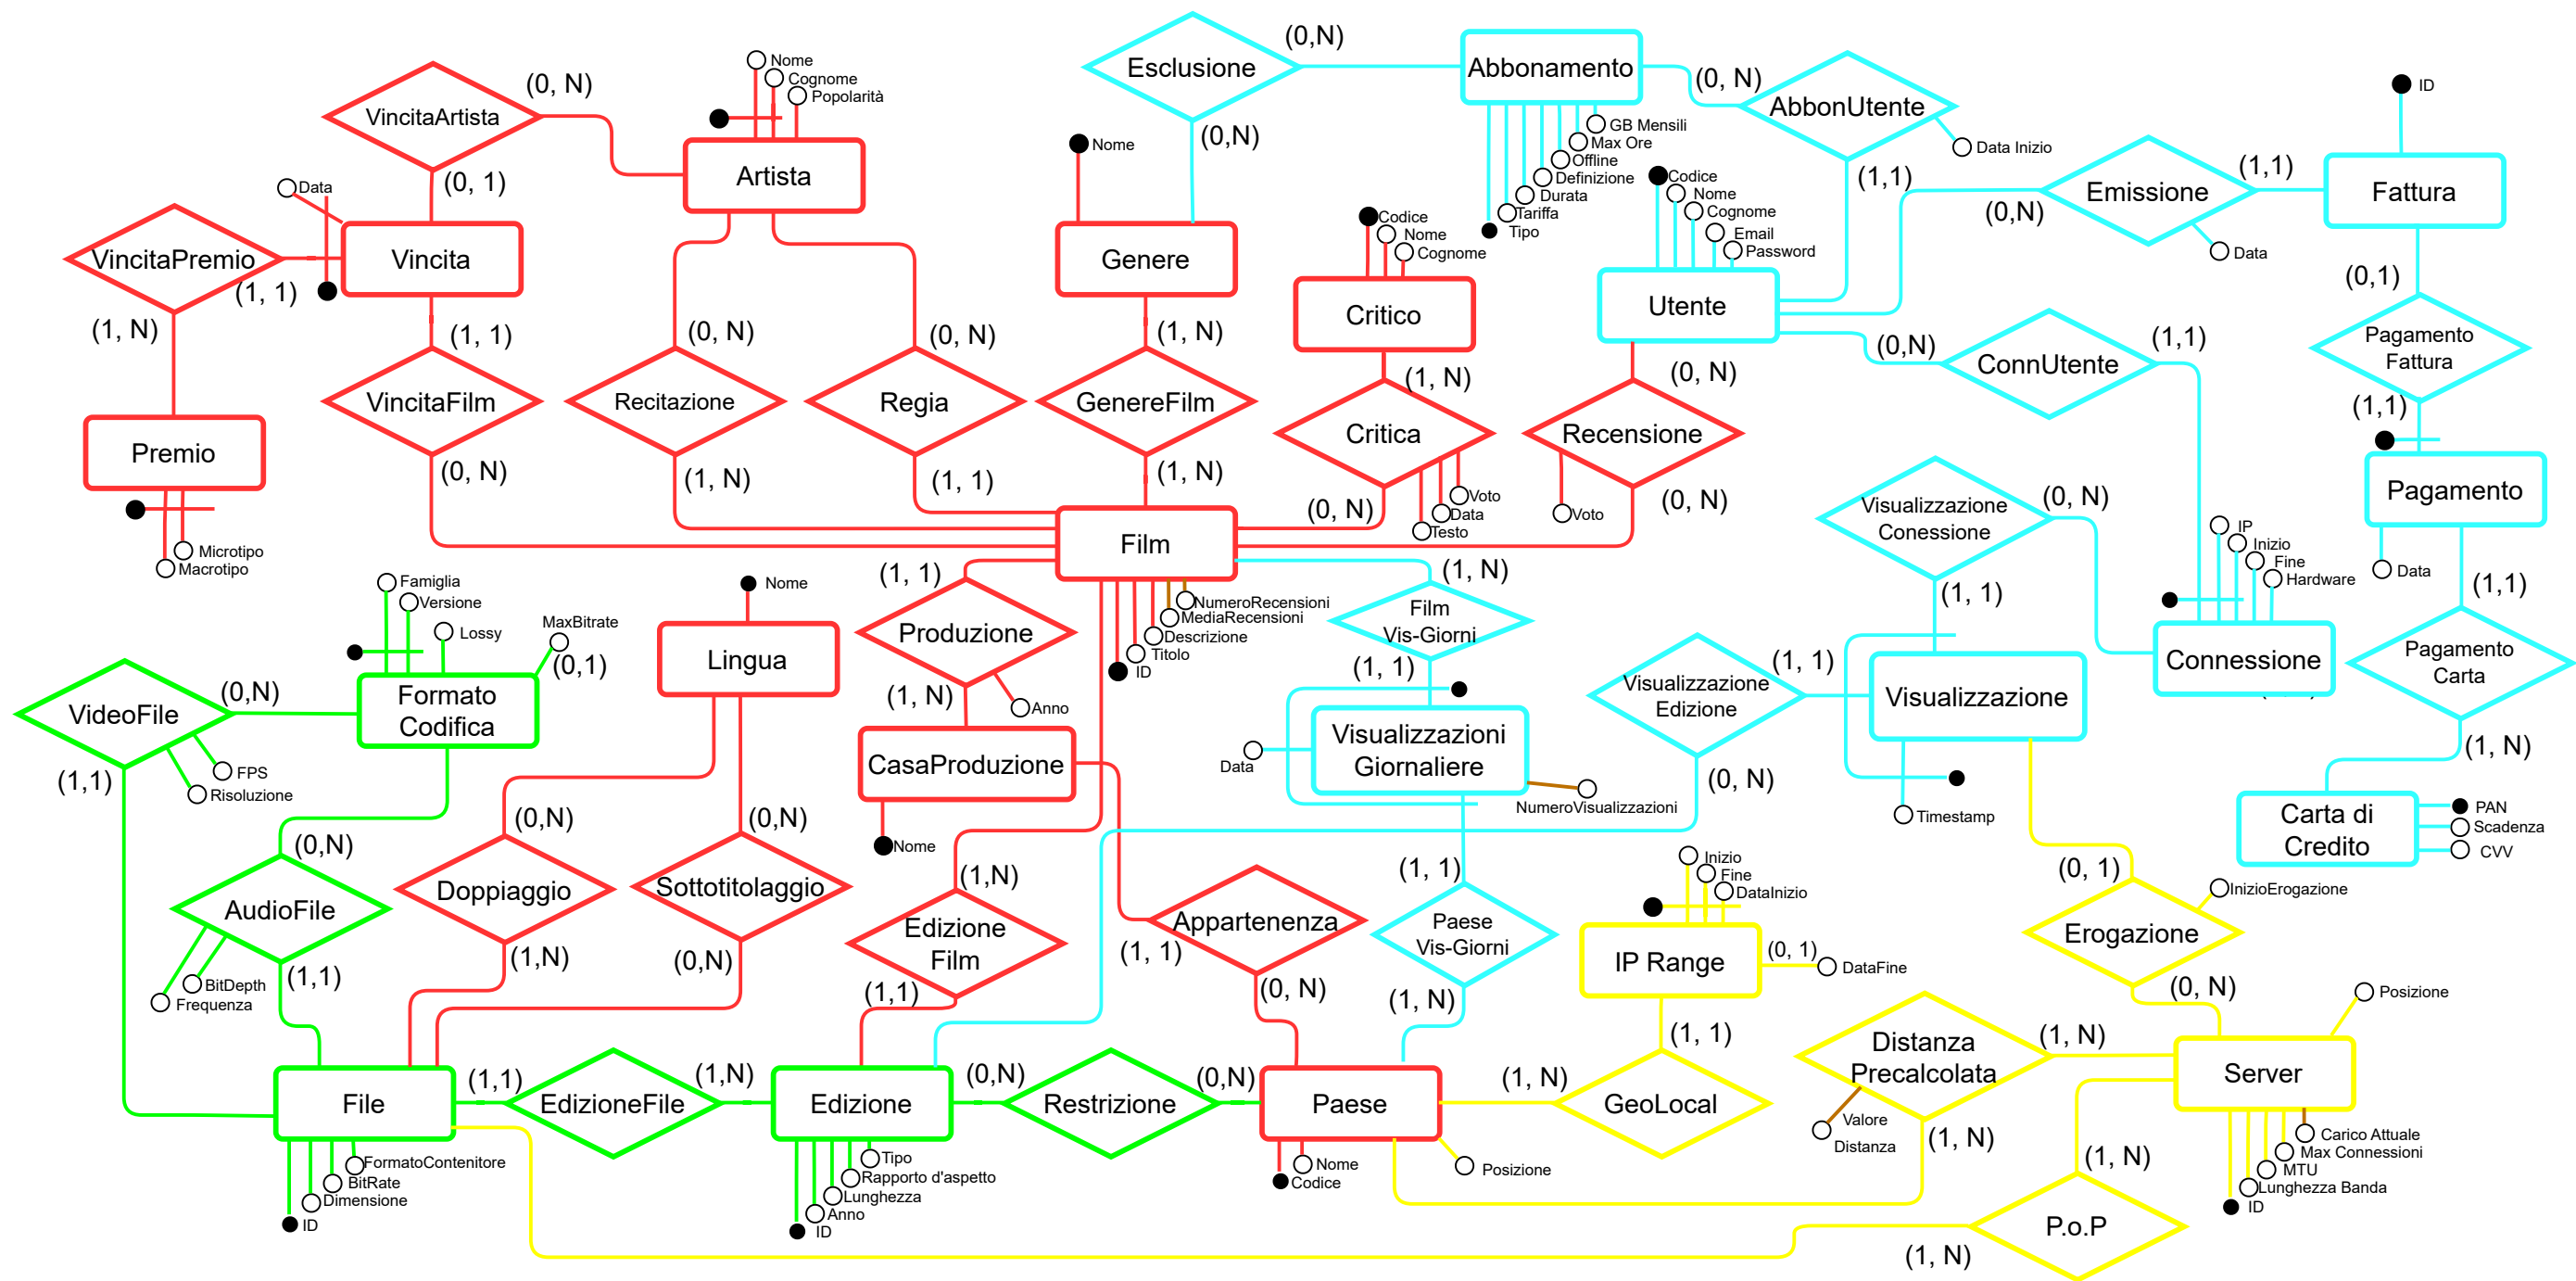 Esclusione
(0,N)
Abbonamento
(0, N)
AbbonUtente
Data Inizio
(0,N)
GB Mensili
Max Ore
Offline
Definizione
Durata
Tariffa
Tipo
(1,1)
ID
Nome
Cognome
Popolarità
(0, N)
VincitaArtista
(0, 1)
Artista
Nome
Codice
Nome
Cognome
Email
Password
Utente
(0,N)
Emissione
(1,1)
Data
Fattura
(0,1)
Data
VincitaPremio
(1, 1)
Vincita
(1, N)
(1, 1)
(0, N)
(0, N)
Genere
(1, N)
Codice
Nome
Cognome
Critico
(1, N)
(0, N)
(0,N)
ConnUtente
(1,1)
Pagamento
Fattura
(1,1)
VincitaFilm
Recitazione
Regia
GenereFilm
Critica
Recensione
Premio
(0, N)
(1, N)
(1, 1)
(1, N)
(0, N)
Voto
Data
Testo
Voto
(0, N)
Visualizzazione
Conessione
(0, N)
(1, 1)
Pagamento
Data
(1,1)
Microtipo
Macrotipo
Film
IP
Inizio
Fine
Hardware
Famiglia
Versione
Lossy
MaxBitrate
(0,1)
Nome
(1, 1)
NumeroRecensioni
MediaRecensioni
Descrizione
Titolo
ID
(1, N)
Film
Vis-Giorni
(1, 1)
Produzione
(1, N)
Anno
Lingua
VideoFile
(0,N)
Formato
Codifica
(1,1)
FPS
Risoluzione
CasaProduzione
Nome
Data
Visualizzazioni
Giornaliere
NumeroVisualizzazioni
Visualizzazione
Edizione
(1, 1)
(0, N)
Visualizzazione
Timestamp
Connessione
Pagamento
Carta
(1, N)
Carta di
Credito
PAN
Scadenza
CVV
(0,N)
AudioFile
(1,1)
BitDepth
Frequenza
(0,N)
Doppiaggio
(1,N)
(0,N)
Sottotitolaggio
(0,N)
(1,N)
Edizione
Film
(1,1)
Appartenenza
(1, 1)
(0, N)
(1, 1)
Paese
Vis-Giorni
(1, N)
Inizio
Fine
DataInizio
IP Range
(0, 1)
DataFine
(1, 1)
(0, 1)
InizioErogazione
Erogazione
(0, N)
Posizione
Distanza
Precalcolata
(1, N)
Valore
Distanza
(1, N)
Server
File
(1,1)
EdizioneFile
(1,N)
Edizione
(0,N)
Restrizione
(0,N)
Paese
(1, N)
GeoLocal
FormatoContenitore
BitRate
Dimensione
ID
Tipo
Rapporto d'aspetto
Lunghezza
Anno
ID
Nome
Codice
Posizione
Carico Attuale
Max Connessioni
MTU
Lunghezza Banda
ID
(1, N)
P.o.P
(1, N)